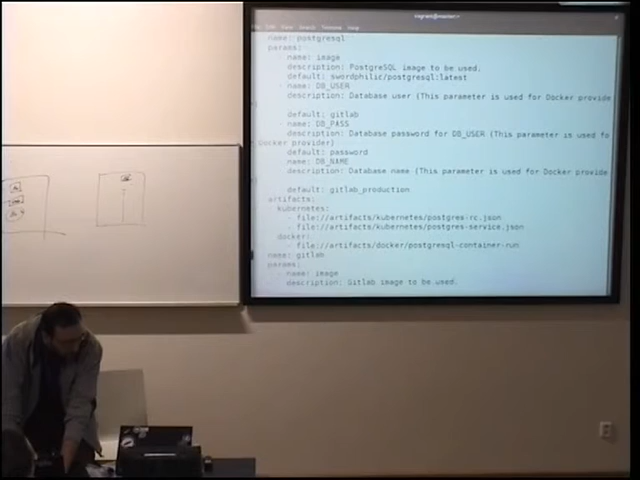 name: postgresql
params:
- name: image
description: PostgreSQL image to be used.
default: swordphilic/postgresql:latest
- name: DB_USER
description: Database user (This parameter is used for Docker provide
default: gitlab
- name: DB_PASS
description: Database password for DB_USER (This parameter is used fo
Docker provider)
default: password
name: DB_NAME
description: Database name (This parameter is used for Docker provide
default: gitlab_production
artifacts:
kubernetes:
- file://artifacts/kubernetes/postgres-rc.json
- file://artifacts/kubernetes/postgres-service.json
docker:
- file://artifacts/docker/postgresql-container-run
name: gitlab
params:
- name: image
description: Gitlab image to be used.